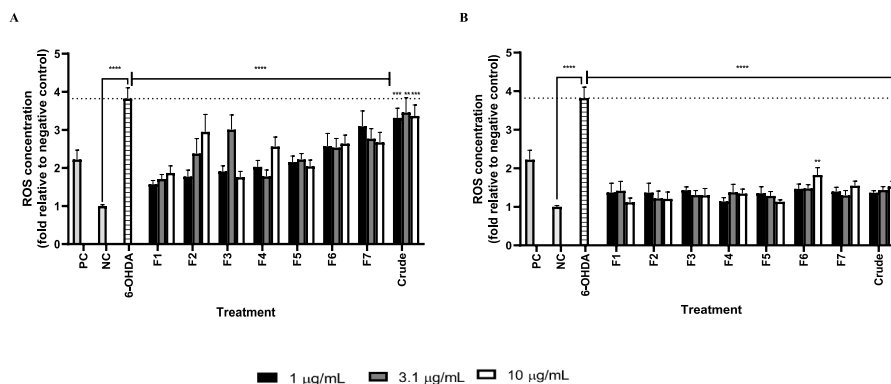 A
ROS concentration
(fold relative to negative control)
5
4
3
2
1
0
****
****
*** ** ***
PC
NC
6-OHDA
F1
F2
F3
F4
F5
F6
F7
Crude
Treatment
B
ROS concentration
(fold relative to negative control)
5
4
3
2
1
0
****
****
**
PC
NC
6-OHDA
F1
F2
F3
F4
F5
F6
F7
Crude
Treatment
1 µg/mL 3.1 µg/mL 10 µg/mL